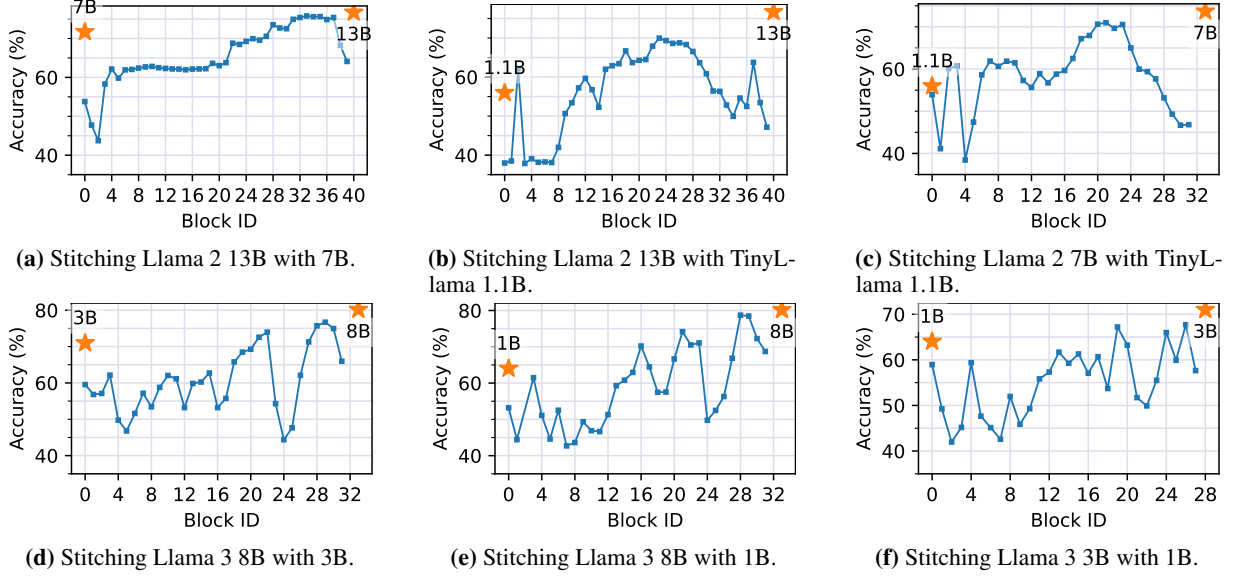 7B
13B
Accuracy (%)
60
40
0 4 8 12 16 20 24 28 32 36 40
Block ID
(a) Stitching Llama 2 13B with 7B.
1.1B
13B
Accuracy (%)
60
40
0 4 8 12 16 20 24 28 32 36 40
Block ID
(b) Stitching Llama 2 13B with TinyL-
lama 1.1B.
1.1B
7B
Accuracy (%)
60
40
0 4 8 12 16 20 24 28 32
Block ID
(c) Stitching Llama 2 7B with TinyL-
lama 1.1B.
3B
8B
Accuracy (%)
80
60
40
0 4 8 12 16 20 24 28 32
Block ID
(d) Stitching Llama 3 8B with 3B.
1B
8B
Accuracy (%)
80
60
40
0 4 8 12 16 20 24 28 32
Block ID
(e) Stitching Llama 3 8B with 1B.
1B
3B
Accuracy (%)
70
60
50
40
0 4 8 12 16 20 24 28
Block ID
(f) Stitching Llama 3 3B with 1B.